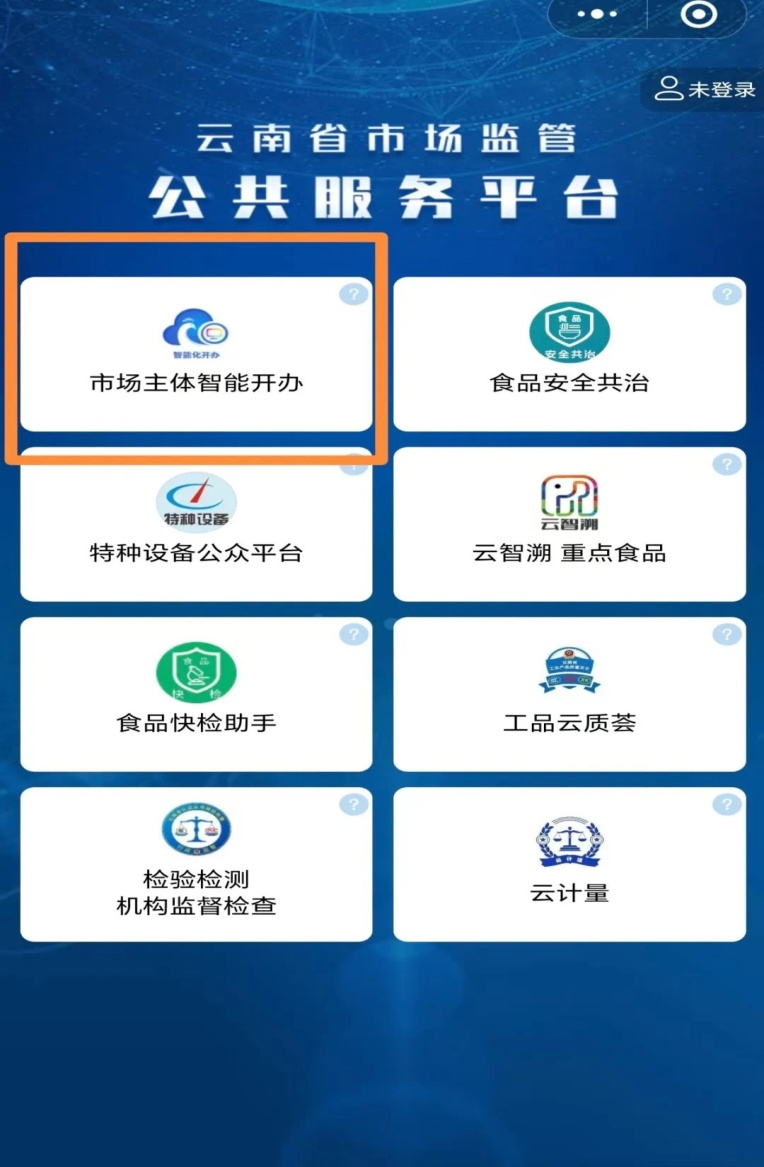 未登录
云南省市场监管
公共服务平台
智能化开办
市场主体智能开办
食品
安全共治
食品安全共治
特种设备
特种设备公众平台
云智溯
云智溯 重点食品
食品
快检
食品快检助手
工品云质荟
检验检测
机构监督检查
云计量
云计量